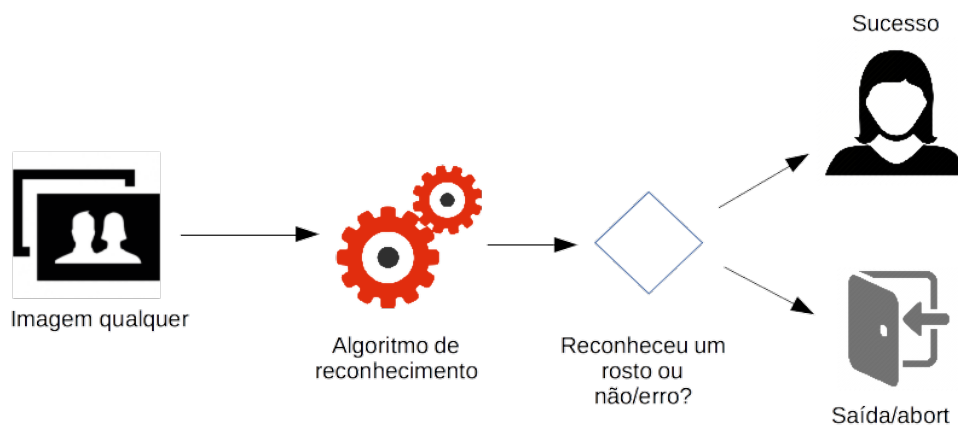 Sucesso
Imagem qualquer
Algoritmo de
reconhecimento
Reconheceu um
rosto ou
não/erro?
Saída/abort